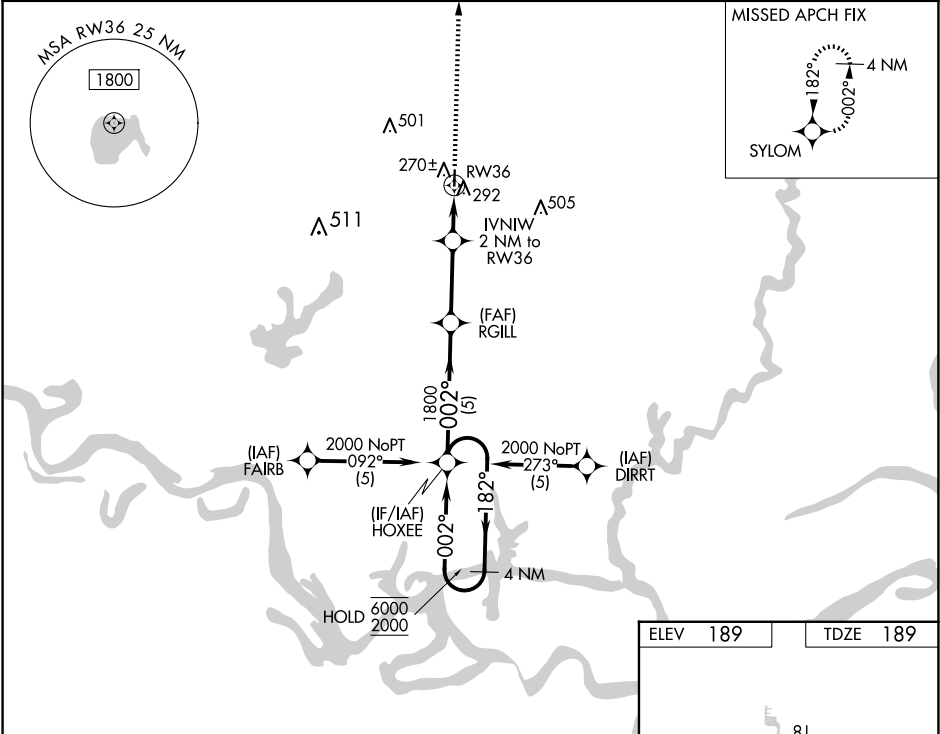 MSA RW36 25 NM
1800
MISSED APCH FIX
4 NM
182°
002°
SYLOM
501
270±
RW36
292
505
511
IVNIW
2 NM to
RW36
(FAF)
RGILL
1800
002°
(5)
(IAF)
FAIRB
2000 NoPT
092°
(5)
2000 NoPT
273°
(5)
(IAF)
DIRRT
(IF/IAF)
HOXEE
002°
182°
4 NM
HOLD
6000
2000
ELEV 189
TDZE 189